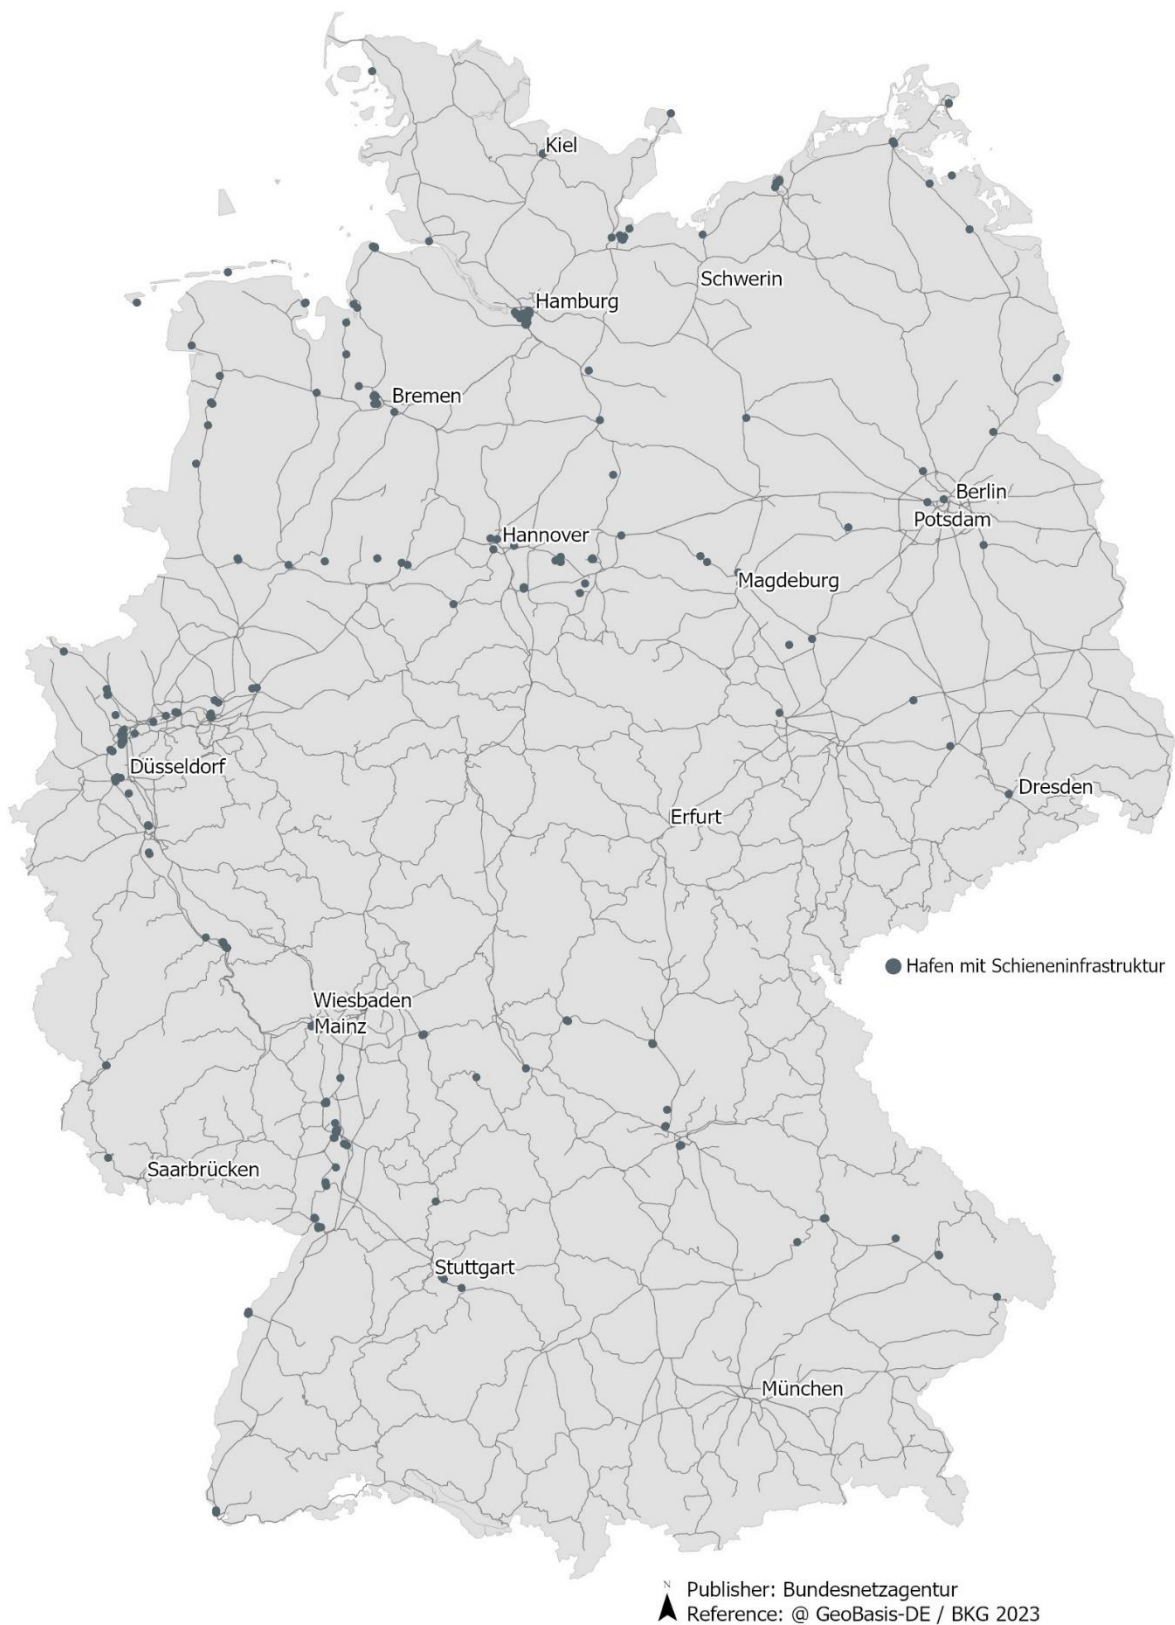 Kiel
Schwerin
Hamburg
Bremen
Berlin
Potsdam
Hannover
Magdeburg
Düsseldorf
Dresden
Erfurt
Hafen mit Schieneninfrastruktur
Wiesbaden
Mainz
Saarbrücken
Stuttgart
München
N
Publisher: Bundesnetzagentur
Reference: @ GeoBasis-DE / BKG 2023